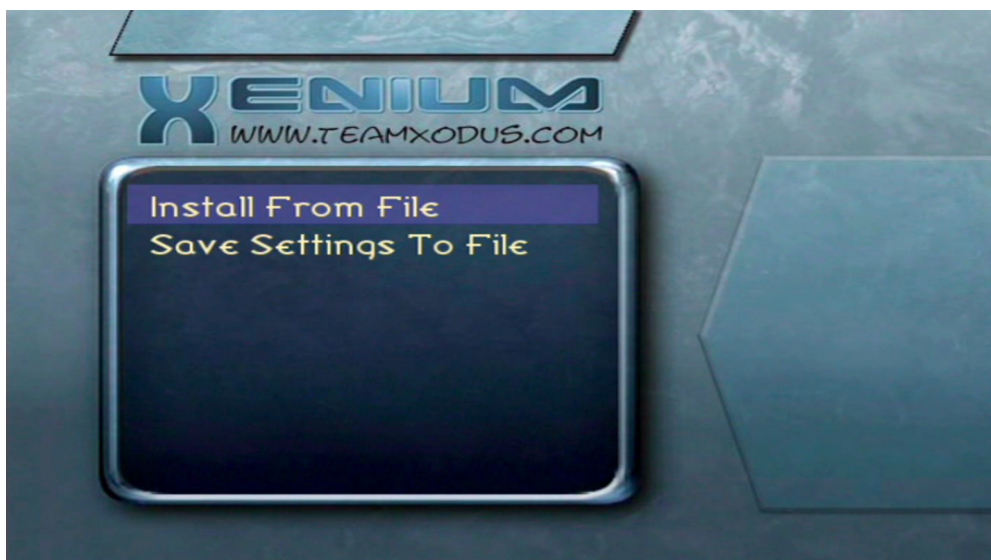 XENIUM
WWW.TEAMXODUS.COM
Install From File
Save Settings To File